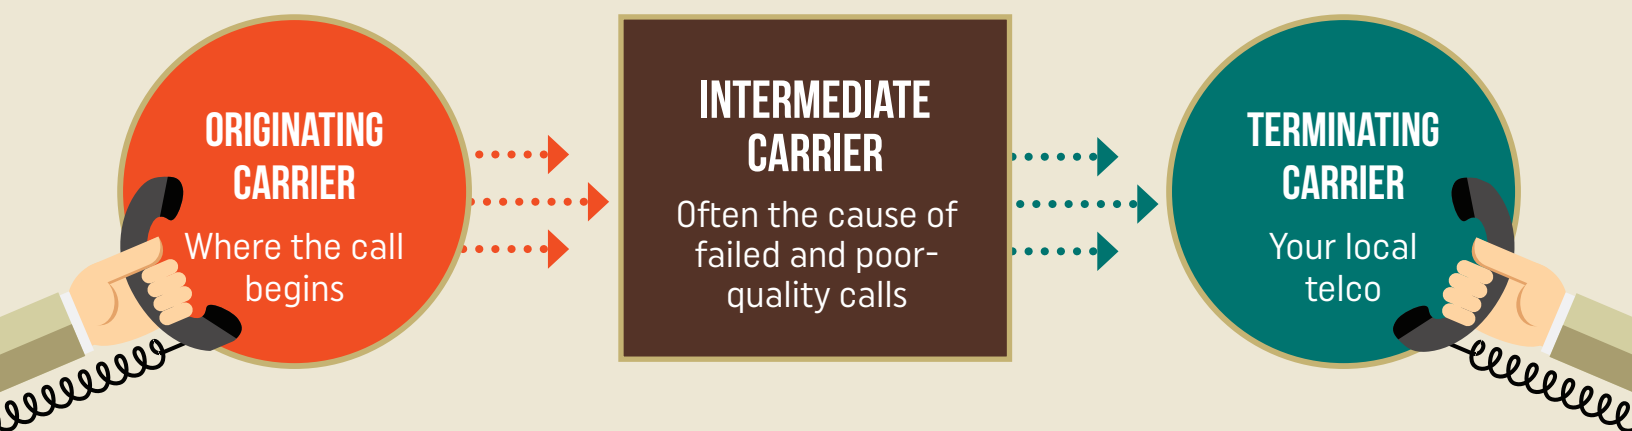 ORIGINATING
CARRIER
Where the call
begins
INTERMEDIATE
CARRIER
Often the cause of
failed and poor-
quality calls
TERMINATING
CARRIER
Your local
telco